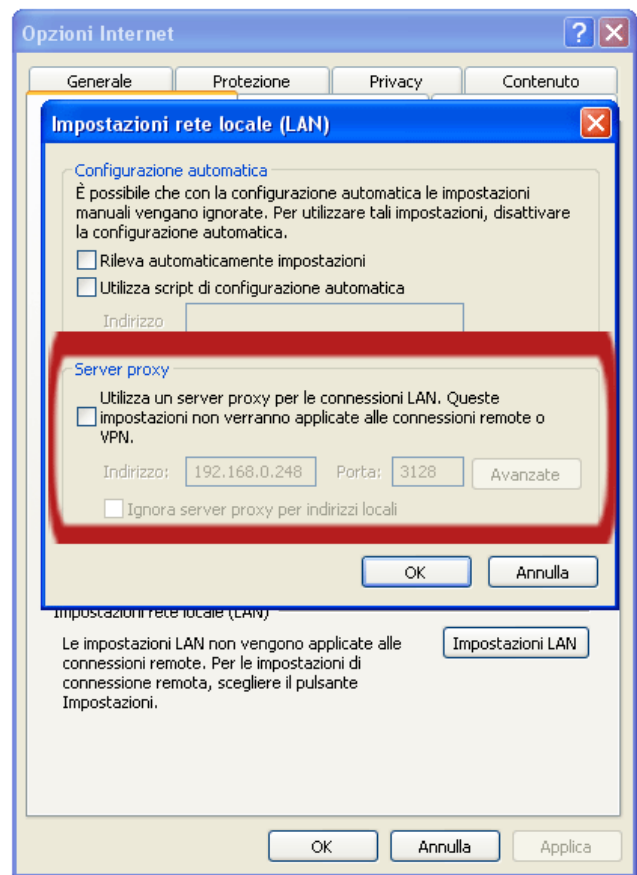 Opzioni Internet
Generale
Protezione
Privacy
Contenuto
Impostazioni rete locale (LAN)
Configurazione automatica
È possibile che con la configurazione automatica le impostazioni
manuali vengano ignorate. Per utilizzare tali impostazioni, disattivare
la configurazione automatica.
Rileva automaticamente impostazioni
Utilizza script di configurazione automatica
Indirizzo
Server proxy
Utilizza un server proxy per le connessioni LAN. Queste
impostazioni non verranno applicate alle connessioni remote o
VPN.
Indirizzo: 192.168.0.248 Porta: 3128 Avanzate
Ignora server proxy per indirizzi locali
OK Annulla
Impostazioni rete locale (LAN)
Le impostazioni LAN non vengono applicate alle
connessioni remote. Per le impostazioni di
connessione remota, scegliere il pulsante
Impostazioni.
Impostazioni LAN
OK Annulla Applica